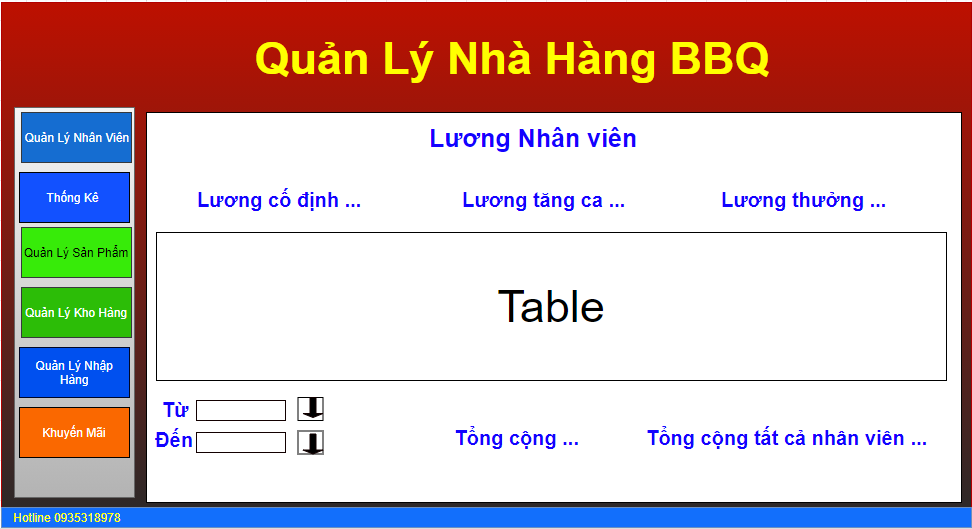 Quản Lý Nhà Hàng BBQ
Quản Lý Nhân Viên
Thống Kê
Quản Lý Sản Phẩm
Quản Lý Kho Hàng
Quản Lý Nhập
Hàng
Khuyến Mãi
Lương Nhân viên
Lương cố định ... Lương tăng ca ... Lương thưởng ...
Table
Từ
Đến
Tổng cộng ... Tổng cộng tất cả nhân viên ...
Hotline 0935318978